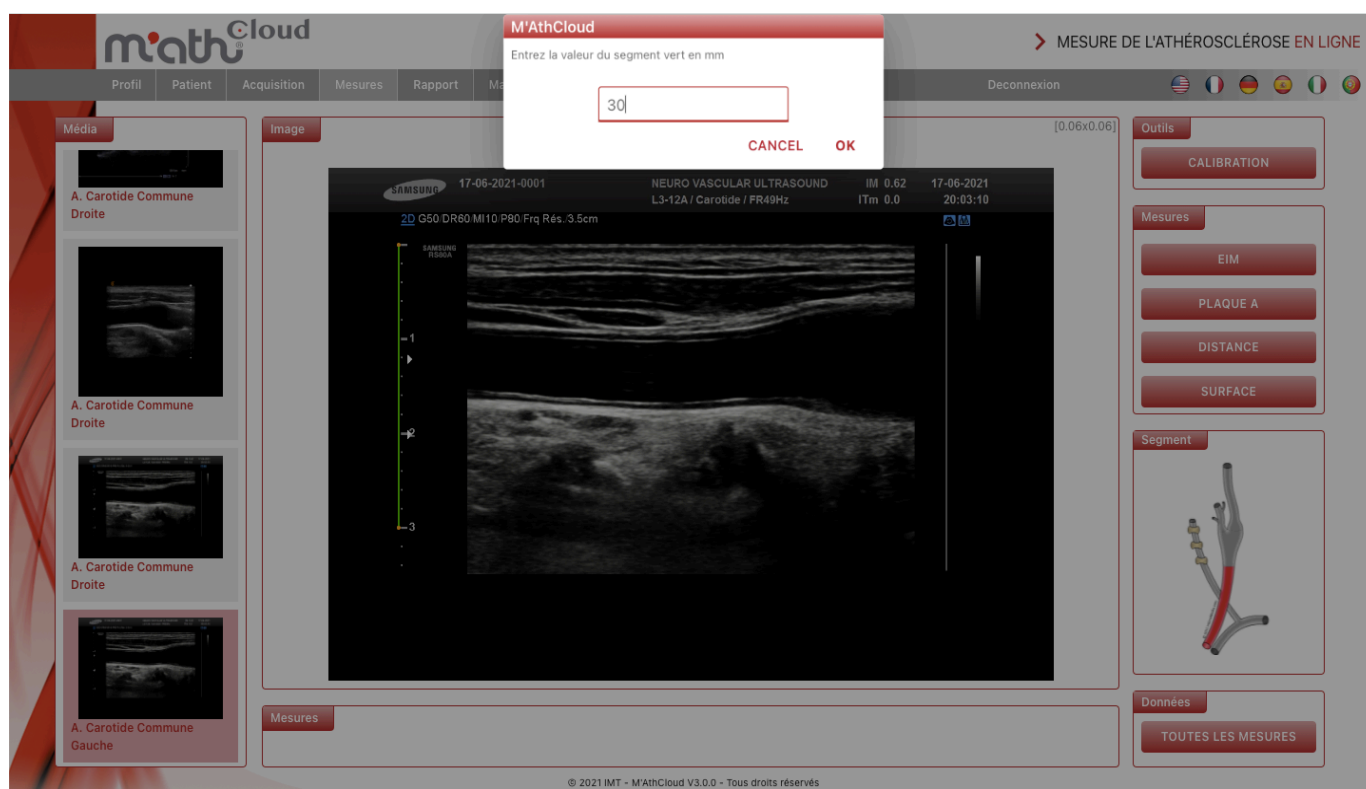 m'ath Cloud
M'AthCloud
Entrez la valeur du segment vert en mm
30
CANCEL OK
MESURE DE L'ATHÉROSCLÉROSE EN LIGNE
Profil Patient Acquisition Mesures Rapport Deconnexion
Média
A. Carotide Commune
Droite
A. Carotide Commune
Droite
A. Carotide Commune
Droite
A. Carotide Commune
Gauche
Image
[0.06x0.06]
SAMSUNG 17-06-2021-0001 NEURO VASCULAR ULTRASOUND IM 0.62 17-06-2021
L3-12A / Carotide / FR49Hz ITm 0.0 20:03:10
2D G50/DR60/MI10/P80/Frq Rés./3.5cm
SAMSUNG
RS80A
1
2
3
Mesures
Outils
CALIBRATION
Mesures
EIM
PLAQUE A
DISTANCE
SURFACE
Segment
Données
TOUTES LES MESURES
© 2021 IMT - M'AthCloud V3.0.0 - Tous droits réservés